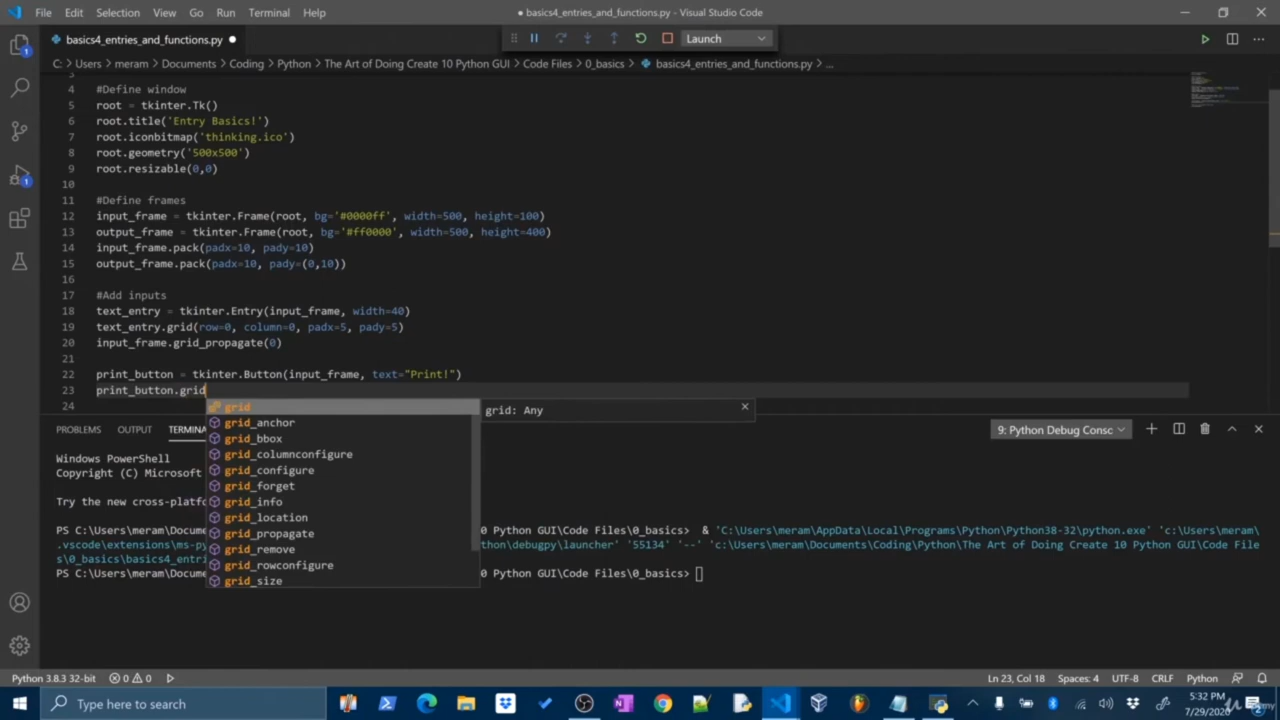 File Edit Selection View Go Run Terminal Help
● basics4_entries_and_functions.py - Visual Studio Code
basics4_entries_and_functions.py ●
Launch
C: > Users > meram > Documents > Coding > Python > The Art of Doing Create 10 Python GUI > Code Files > 0_basics > basics4_entries_and_functions.py > ...
4 #Define window
5 root = tkinter.Tk()
6 root.title('Entry Basics!')
7 root.iconbitmap('thinking.ico')
8 root.geometry('500x500')
9 root.resizable(0,0)
10
11 #Define frames
12 input_frame = tkinter.Frame(root, bg='#0000ff', width=500, height=100)
13 output_frame = tkinter.Frame(root, bg='#ff0000', width=500, height=400)
14 input_frame.pack(padx=10, pady=10)
15 output_frame.pack(padx=10, pady=(0,10))
16
17 #Add inputs
18 text_entry = tkinter.Entry(input_frame, width=40)
19 text_entry.grid(row=0, column=0, padx=5, pady=5)
20 input_frame.grid_propagate(0)
21
22 print_button = tkinter.Button(input_frame, text="Print!")
23 print_button.grid
24
grid
grid: Any
grid_anchor
grid_bbox
grid_columnconfigure
grid_configure
grid_forget
grid_info
grid_location
grid_propagate
grid_remove
grid_rowconfigure
grid_size
PROBLEMS OUTPUT
9: Python Debug Consc
Windows PowerShell
Copyright (C) Microsoft
Try the new
PS C:\Users\meram\ 0 Python GUI\Code Files\0_basics> & 'C:\Users\meram\AppData\Local\Programs\Python\Python38-32\python.exe' 'c:\Users\meram\
.vscode\extensions\ \debugpy\launcher' '55134' '--' 'c:\Users\meram\Documents\Coding\Python\The Art of Doing Create 10 Python GUI\Code File
s\0_basics\
PS C:\Users\meram\ 0 Python GUI\Code Files\0_basics>
Python 3.8.3 32-bit
0 0
Ln 23, Col 18 Spaces: 4 UTF-8 CRLF Python
Type here to search
5:32 PM
7/29/2020